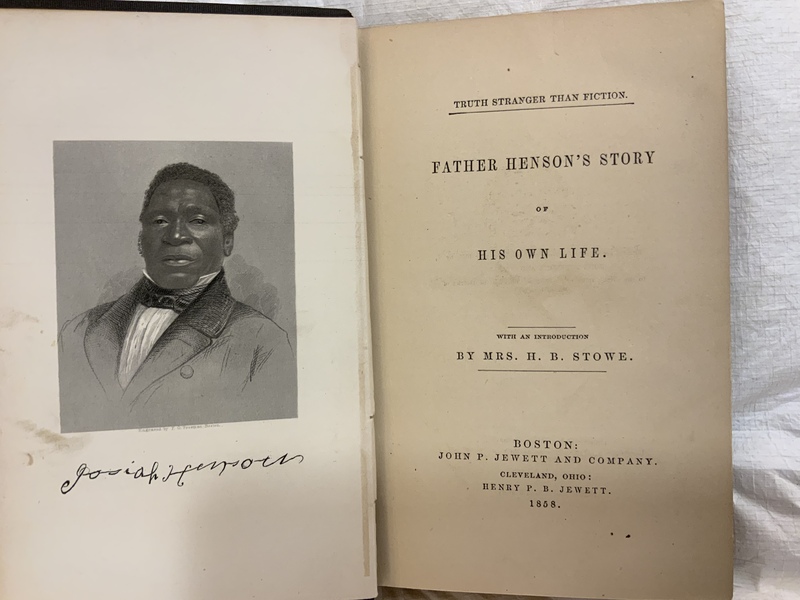 Josiah Henson
TRUTH STRANGER THAN FICTION.
FATHER HENSON'S STORY
OF
HIS OWN LIFE.
WITH AN INTRODUCTION
BY MRS. H. B. STOWE.
BOSTON:
JOHN P. JEWETT AND COMPANY.
CLEVELAND, OHIO:
HENRY P. B. JEWETT.
1858.